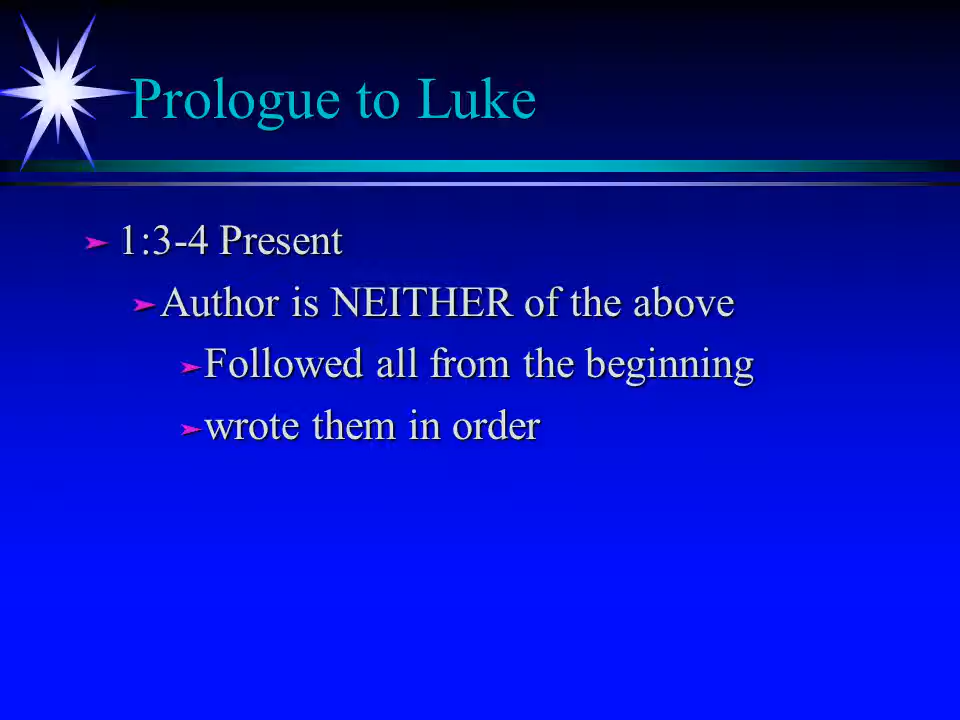 Prologue to Luke
1:3-4 Present
Author is NEITHER of the above
Followed all from the beginning
wrote them in order